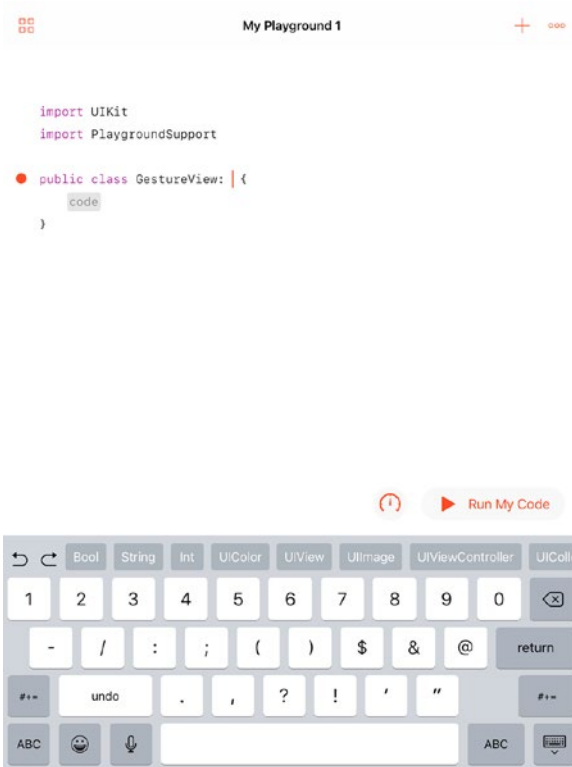 My Playground 1
import UIKit
import PlaygroundSupport
public class GestureView: {
code
}
Run My Code
Bool String Int UIColor UIView UIImage UIViewController UIColl
1 2 3 4 5 6 7 8 9 0
- / : ; ( ) $ & @ return
#+= undo . , ? ! ' " #+=
ABC ABC